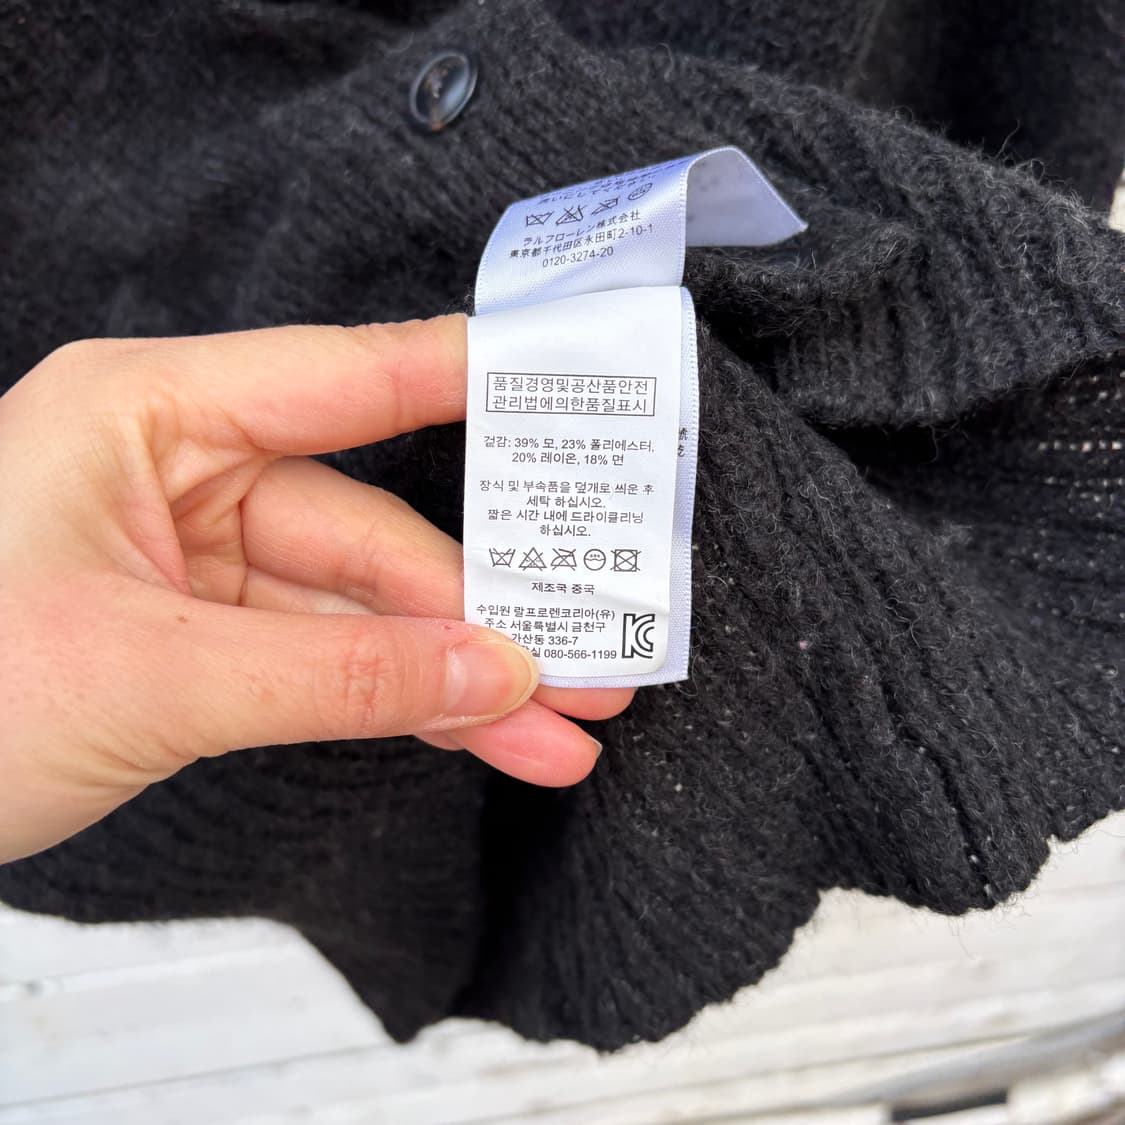 ラルフローレン株式会社
東京都千代田区永田町2-10-1
0120-3274-20
품질경영및공산품안전
관리법에의한품질표시
겉감: 39% 모, 23% 폴리에스터,
20% 레이온, 18% 면
장식 및 부속품을 덮개로 씌운 후
세탁 하십시오.
짧은 시간 내에 드라이클리닝
하십시오.
제조국 중국
수입원 랄프로렌코리아(유)
주소 서울특별시 금천구
가산동 336-7
080-566-1199